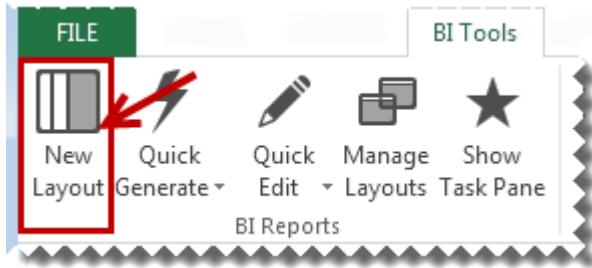 FILE BI Tools
New Quick Quick Manage Show
Layout Generate Edit Layouts Task Pane
BI Reports